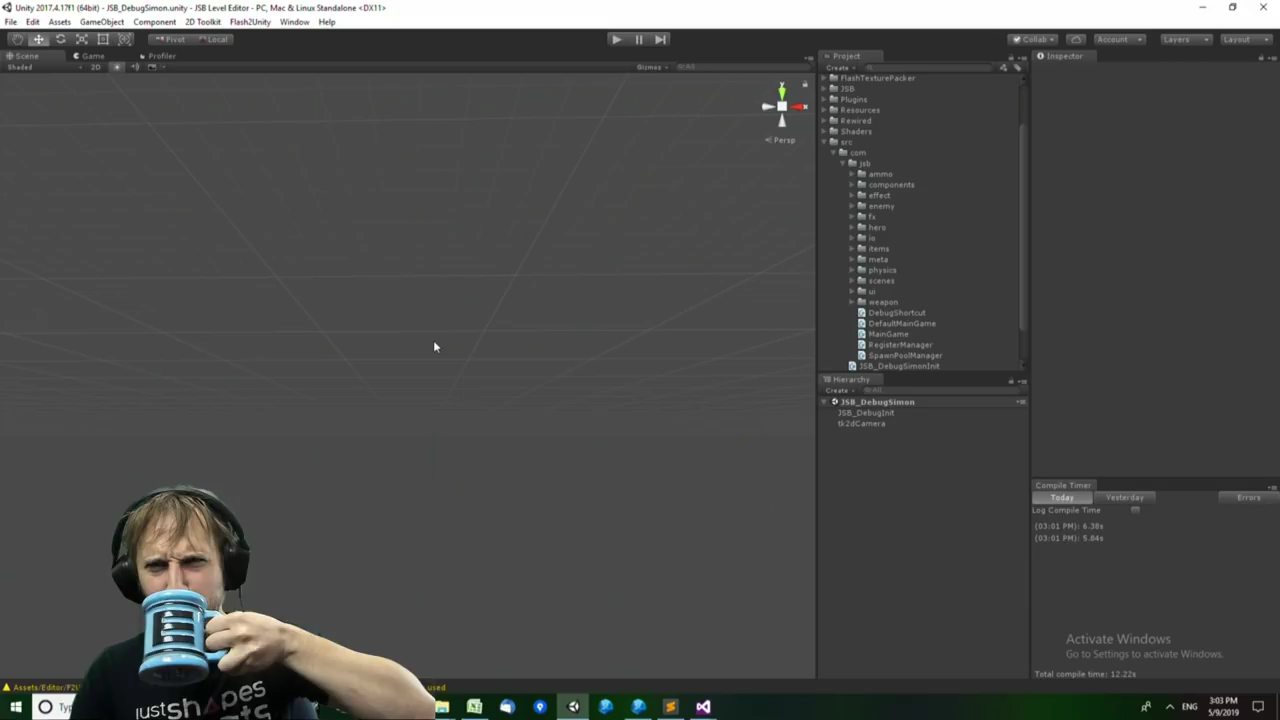 Unity 2017.4.17f1 (64bit) - JSB_DebugSimon.unity - JSB Level Editor - PC, Mac & Linux Standalone <DX11>
File Edit Assets GameObject Component 2D Toolkit Flash2Unity Window Help
Pivot Local Collab Account Layers Layout
Scene Game Profiler
Shaded 2D Gizmos All
Persp
Project
Create
FlashTexturePacker
JSB
Plugins
Resources
Rewired
Shaders
src
com
jsb
ammo
components
effect
enemy
fx
hero
io
items
meta
physics
scenes
ui
weapon
DebugShortcut
DefaultMainGame
MainGame
RegisterManager
SpawnPoolManager
JSB_DebugSimonInit
Hierarchy
Create All
JSB_DebugSimon
JSB_DebugInit
tk2dCamera
Inspector
Compile Timer
Today Yesterday Errors
Log Compile Time
(03:01 PM): 6.38s
(03:01 PM): 5.84s
Activate Windows
Go to Settings to activate Windows.
Total compile time: 12.22s
just
shapes
Assets/Editor/F2U
used
Ty
ENG
3:03 PM
5/9/2019